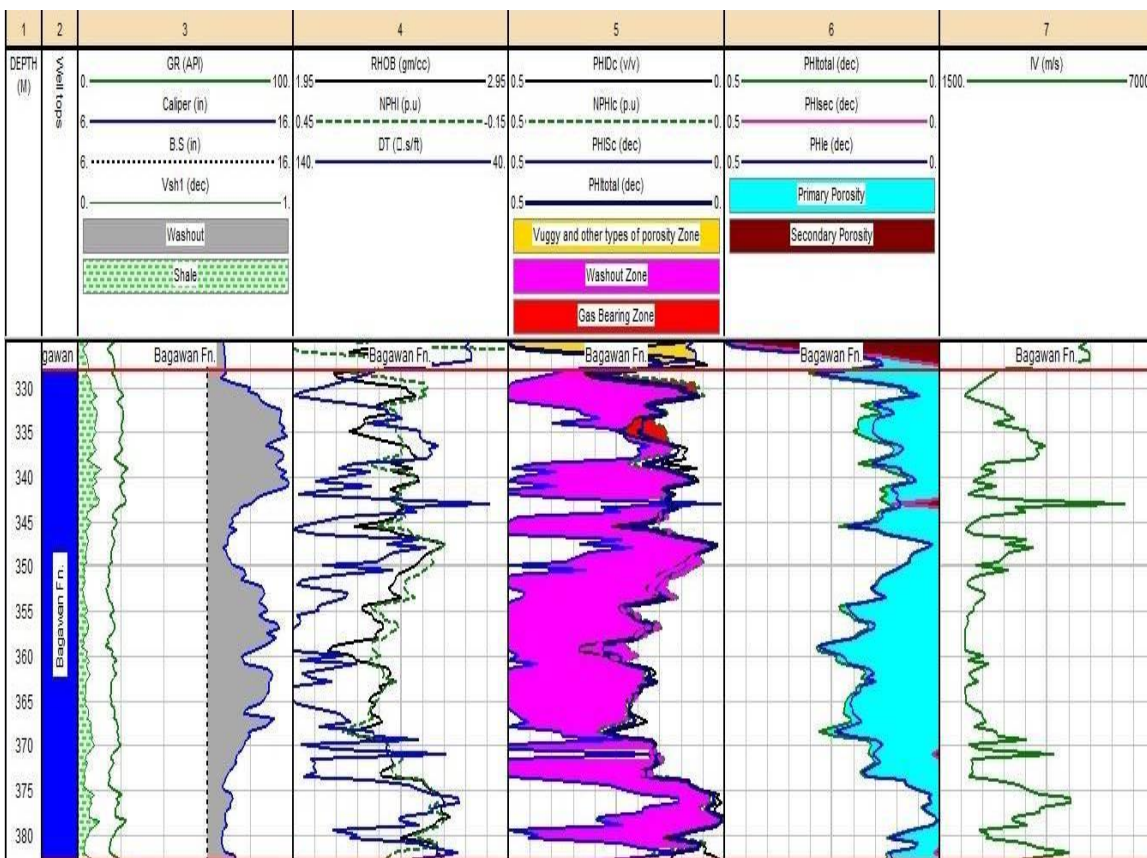 1 2 3 4 5 6 7
DEPTH
(M)
Well tops
GR (API)
0. 100.
Caliper (in)
6. 16.
B.S (in)
6. 16.
Vsh1 (dec)
0. 1.
Washout
Shale
RHOB (gm/cc)
1.95 2.95
NPHI (p.u)
0.45 -0.15
DT (□.s/ft)
140. 40.
PHIDc (v/v)
0.5 0.
NPHIc (p.u)
0.5 0.
PHISc (dec)
0.5 0.
PHItotal (dec)
0.5 0.
Vuggy and other types of porosity Zone
Washout Zone
Gas Bearing Zone
PHItotal (dec)
0.5 0.
PHIsec (dec)
0.5 0.
PHIe (dec)
0.5 0.
Primary Porosity
Secondary Porosity
IV (m/s)
1500. 7000.
gawan Bagawan Fn. Bagawan Fn. Bagawan Fn. Bagawan Fn. Bagawan Fn.
330
335
340
345
350
355
360
365
370
375
380
Bagawan Fn.